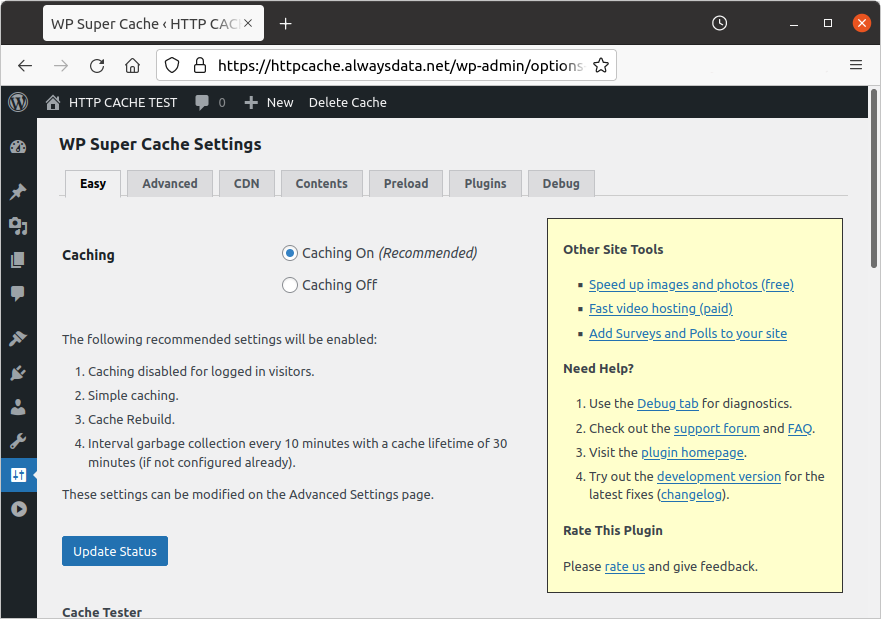 WP Super Cache ‹ HTTP CAC
https://httpcache.alwaysdata.net/wp-admin/options-
HTTP CACHE TEST 0 New Delete Cache
WP Super Cache Settings
Easy Advanced CDN Contents Preload Plugins Debug
Caching
Caching On (Recommended)
Caching Off
The following recommended settings will be enabled:
1. Caching disabled for logged in visitors.
2. Simple caching.
3. Cache Rebuild.
4. Interval garbage collection every 10 minutes with a cache lifetime of 30
minutes (if not configured already).
These settings can be modified on the Advanced Settings page.
Update Status
Cache Tester
Other Site Tools
Speed up images and photos (free)
Fast video hosting (paid)
Add Surveys and Polls to your site
Need Help?
1. Use the Debug tab for diagnostics.
2. Check out the support forum and FAQ.
3. Visit the plugin homepage.
4. Try out the development version for the
latest fixes (changelog).
Rate This Plugin
Please rate us and give feedback.